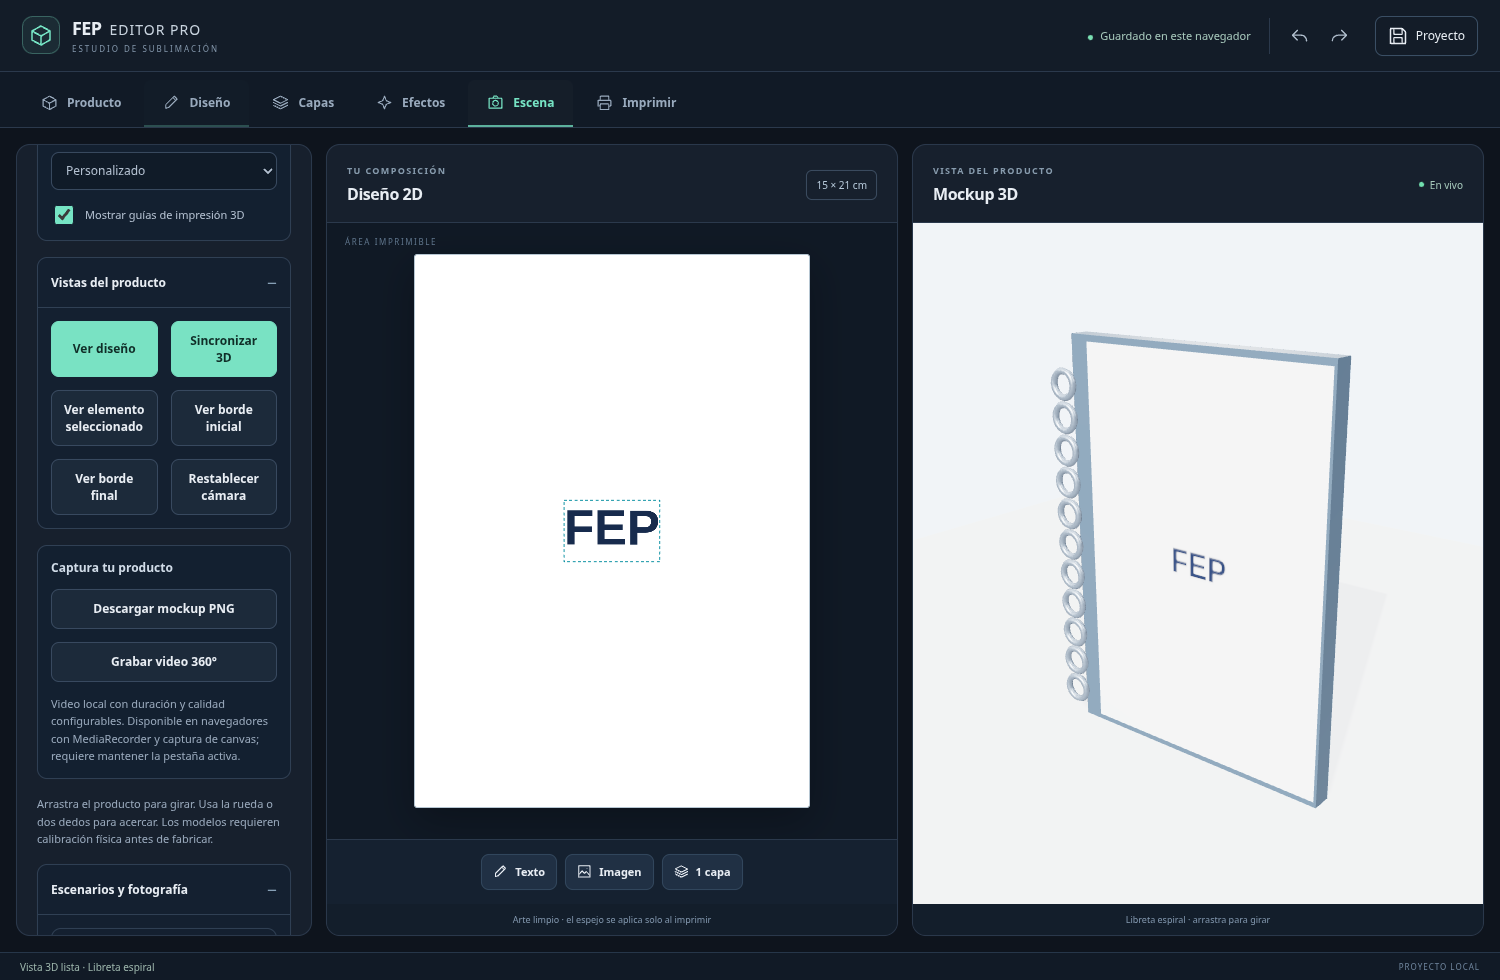 FEP EDITOR PRO
ESTUDIO DE SUBLIMACIÓN
Guardado en este navegador
Proyecto
Producto
Diseño
Capas
Efectos
Escena
Imprimir
Personalizado
Mostrar guías de impresión 3D
Vistas del producto
Ver diseño
Sincronizar
3D
Ver elemento
seleccionado
Ver borde
inicial
Ver borde
final
Restablecer
cámara
Captura tu producto
Descargar mockup PNG
Grabar video 360°
Video local con duración y calidad
configurables. Disponible en navegadores
con MediaRecorder y captura de canvas;
requiere mantener la pestaña activa.
Arrastra el producto para girar. Usa la rueda o
dos dedos para acercar. Los modelos requieren
calibración física antes de fabricar.
Escenarios y fotografía
TU COMPOSICIÓN
Diseño 2D
15 × 21 cm
ÁREA IMPRIMIBLE
FEP
Texto
Imagen
1 capa
Arte limpio · el espejo se aplica solo al imprimir
VISTA DEL PRODUCTO
Mockup 3D
En vivo
FEP
Libreta espiral · arrastra para girar
Vista 3D lista · Libreta espiral
PROYECTO LOCAL